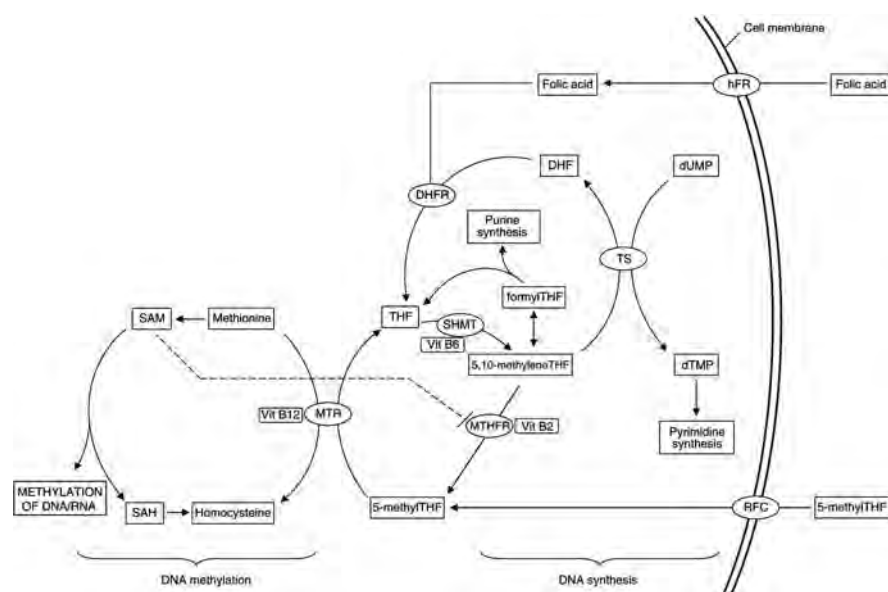 Cell membrane
Folic acid
hFR
Folic acid
DHF
dUMP
DHFR
Purine
synthesis
TS
formylTHF
SAM
Methionine
THF
SHMT
Vit B6
5,10-methyleneTHF
dTMP
Vit B12
MTR
MTHFR
Vit B2
Pyrimidine
synthesis
METHYLATION
OF DNA/RNA
SAH
Homocysteine
5-methylTHF
RFC
5-methylTHF
DNA methylation
DNA synthesis